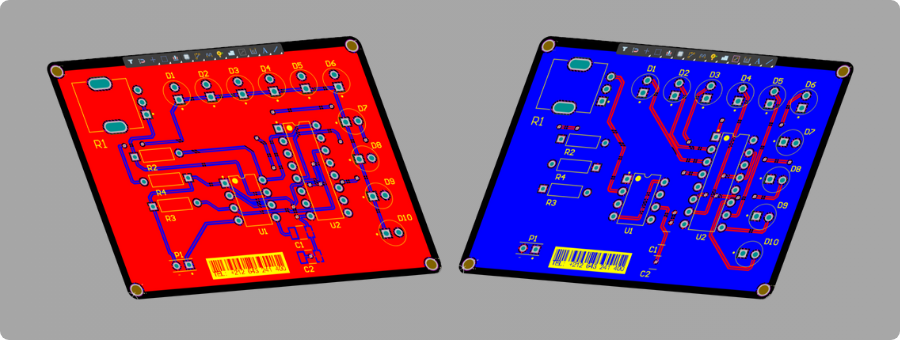 D1 D2 D3 D4 D5 D6
D7
R1
R2
D8
R4
R3
D9
U1
U2
D10
C1
P1
C2
D1 D2 D3 D4 D5 D6
R1
D7
R2
R4
D8
R3
D9
U1
U2
P1
C1
D10
C2